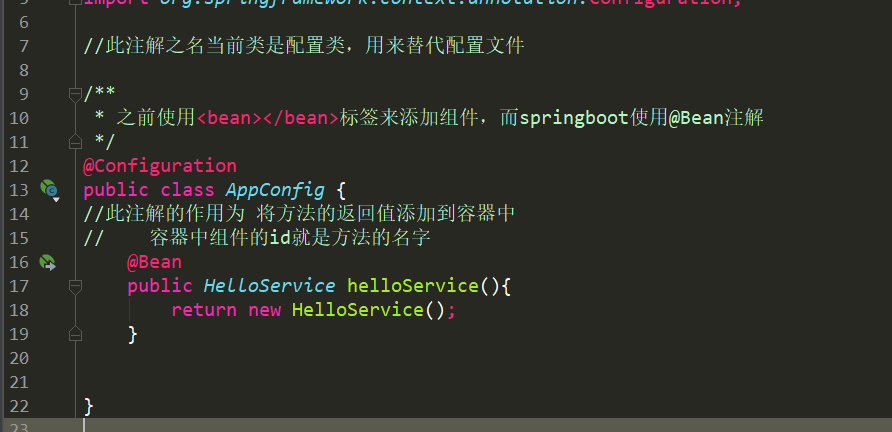 5 import org.springframework.context.annotation.Configuration;
6
7 //此注解之名当前类是配置类，用来替代配置文件
8
9 /**
10 * 之前使用<bean></bean>标签来添加组件，而springboot使用@Bean注解
11 */
12 @Configuration
13 public class AppConfig {
14 //此注解的作用为 将方法的返回值添加到容器中
15 //    容器中组件的id就是方法的名字
16     @Bean
17     public HelloService helloService(){
18         return new HelloService();
19     }
20
21
22 }
23